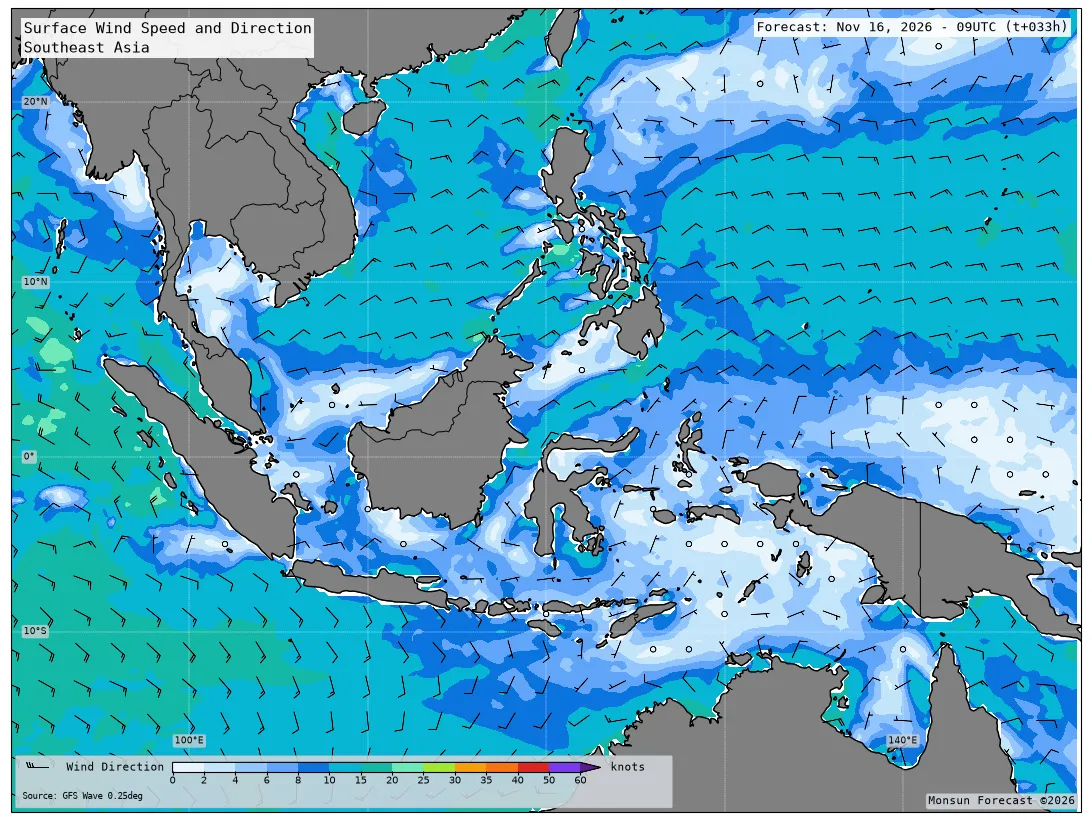 Surface Wind Speed and Direction
Southeast Asia
Forecast: Nov 16, 2026 - 09UTC (t+033h)
20°N
10°N
0°
10°S
100°E
140°E
Wind Direction
0 2 4 6 8 10 15 20 25 30 35 40 50 60
knots
Source: GFS Wave 0.25deg
Monsun Forecast ©2026